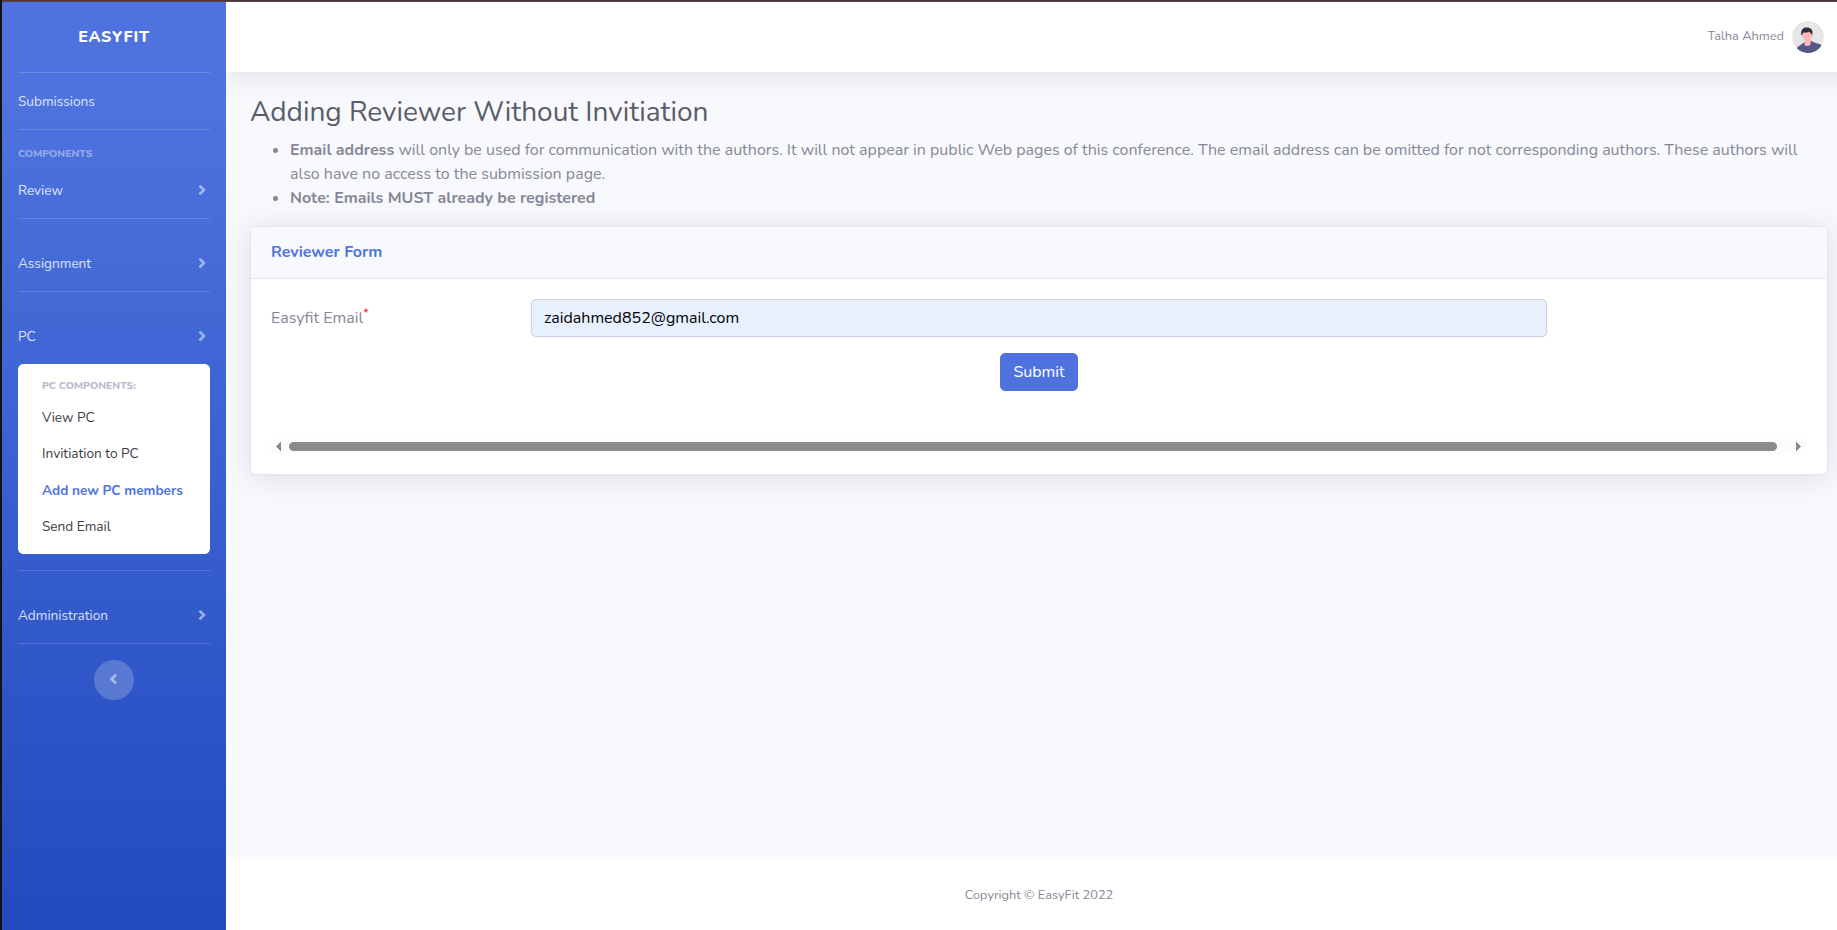 EASYFIT
Talha Ahmed
Submissions
COMPONENTS
Review
Assignment
PC
PC COMPONENTS:
View PC
Invitiation to PC
Add new PC members
Send Email
Administration
Adding Reviewer Without Invitiation
Email address will only be used for communication with the authors. It will not appear in public Web pages of this conference. The email address can be omitted for not corresponding authors. These authors will
also have no access to the submission page.
Note: Emails MUST already be registered
Reviewer Form
Easyfit Email*
zaidahmed852@gmail.com
Submit
Copyright © EasyFit 2022